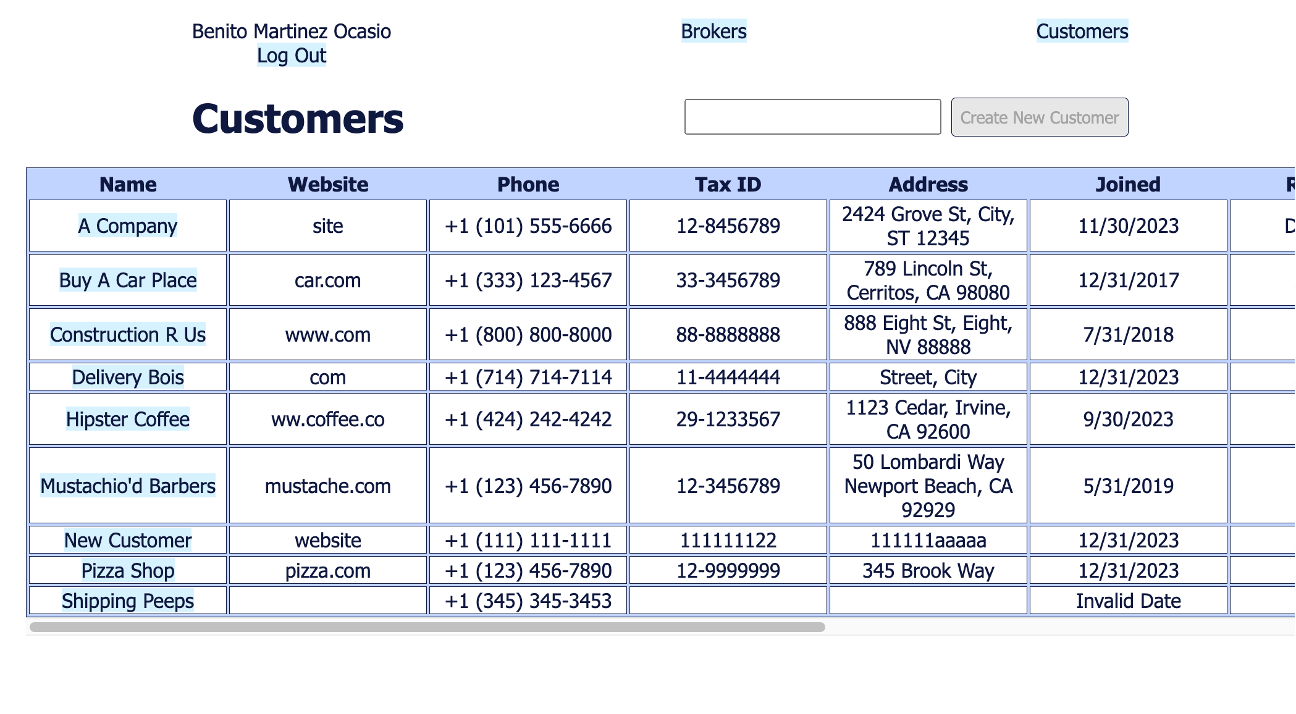 Benito Martinez Ocasio Brokers Customers
Log Out
Customers Create New Customer
Name Website Phone Tax ID Address Joined R
A Company site +1 (101) 555-6666 12-8456789 2424 Grove St, City, ST 12345 11/30/2023 D
Buy A Car Place car.com +1 (333) 123-4567 33-3456789 789 Lincoln St, Cerritos, CA 98080 12/31/2017
Construction R Us www.com +1 (800) 800-8000 88-8888888 888 Eight St, Eight, NV 88888 7/31/2018
Delivery Bois com +1 (714) 714-7114 11-4444444 Street, City 12/31/2023
Hipster Coffee ww.coffee.co +1 (424) 242-4242 29-1233567 1123 Cedar, Irvine, CA 92600 9/30/2023
Mustachio'd Barbers mustache.com +1 (123) 456-7890 12-3456789 50 Lombardi Way Newport Beach, CA 92929 5/31/2019
New Customer website +1 (111) 111-1111 111111122 111111aaaaa 12/31/2023
Pizza Shop pizza.com +1 (123) 456-7890 12-9999999 345 Brook Way 12/31/2023
Shipping Peeps +1 (345) 345-3453 Invalid Date